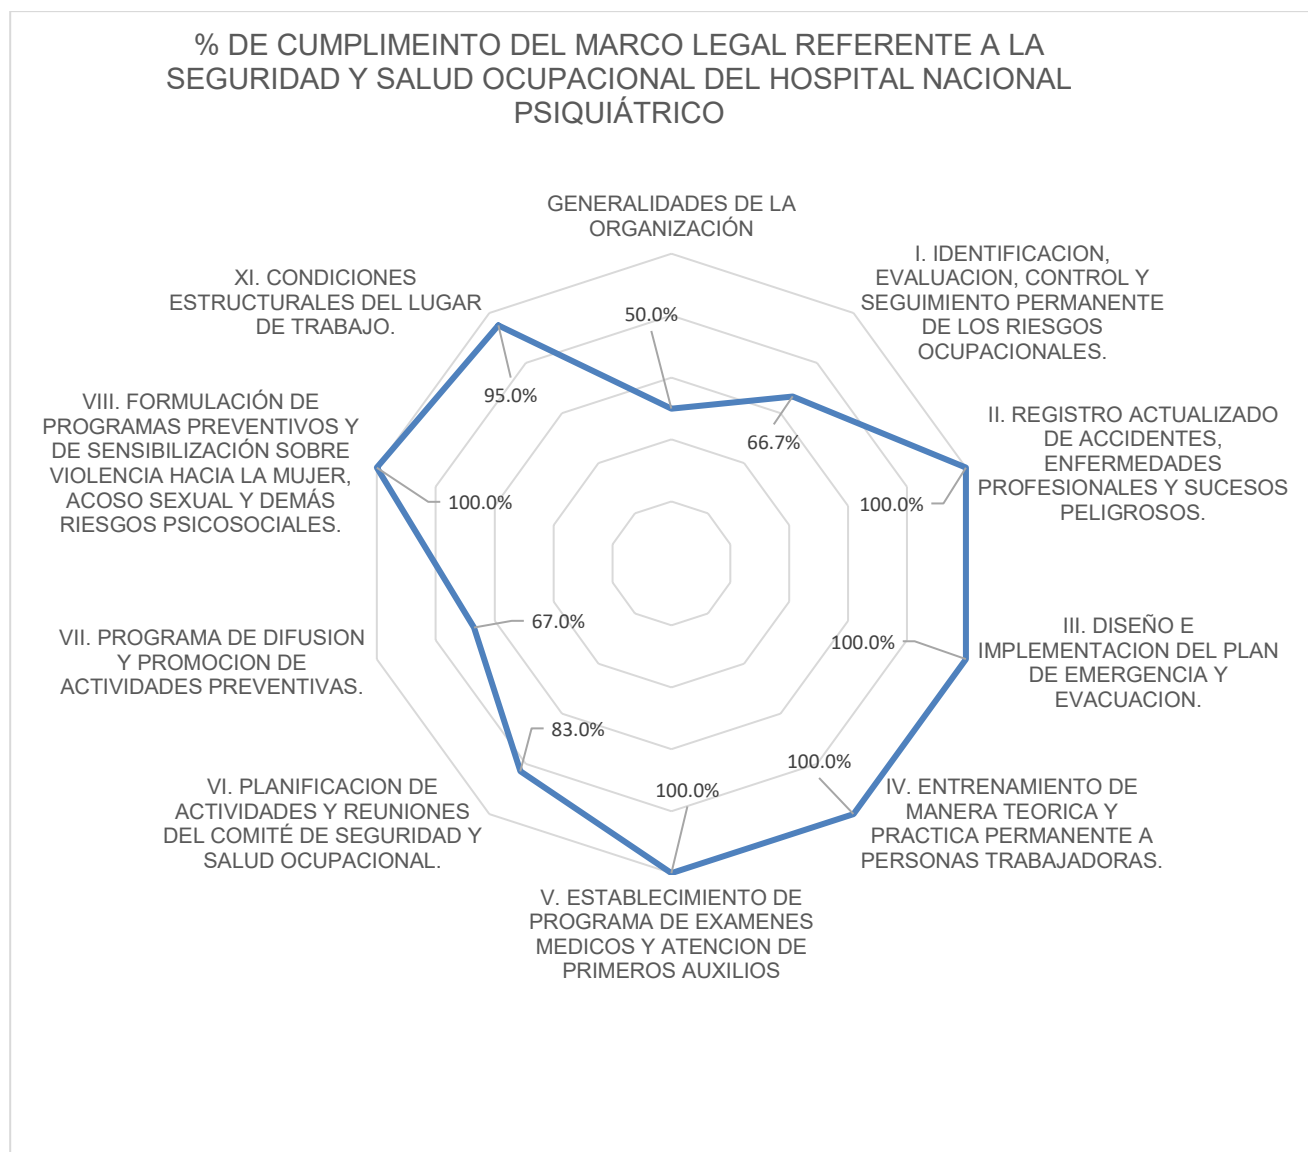 % DE CUMPLIMEINTO DEL MARCO LEGAL REFERENTE A LA
SEGURIDAD Y SALUD OCUPACIONAL DEL HOSPITAL NACIONAL
PSIQUIÁTRICO
GENERALIDADES DE LA
ORGANIZACIÓN
50.0%
I. IDENTIFICACION,
EVALUACION, CONTROL Y
SEGUIMIENTO PERMANENTE
DE LOS RIESGOS
OCUPACIONALES.
66.7%
II. REGISTRO ACTUALIZADO
DE ACCIDENTES,
ENFERMEDADES
PROFESIONALES Y SUCESOS
PELIGROSOS.
100.0%
III. DISEÑO E
IMPLEMENTACION DEL PLAN
DE EMERGENCIA Y
EVACUACION.
100.0%
IV. ENTRENAMIENTO DE
MANERA TEORICA Y
PRACTICA PERMANENTE A
PERSONAS TRABAJADORAS.
100.0%
V. ESTABLECIMIENTO DE
PROGRAMA DE EXAMENES
MEDICOS Y ATENCION DE
PRIMEROS AUXILIOS
100.0%
VI. PLANIFICACION DE
ACTIVIDADES Y REUNIONES
DEL COMITÉ DE SEGURIDAD Y
SALUD OCUPACIONAL.
83.0%
VII. PROGRAMA DE DIFUSION
Y PROMOCION DE
ACTIVIDADES PREVENTIVAS.
67.0%
VIII. FORMULACIÓN DE
PROGRAMAS PREVENTIVOS Y
DE SENSIBILIZACIÓN SOBRE
VIOLENCIA HACIA LA MUJER,
ACOSO SEXUAL Y DEMÁS
RIESGOS PSICOSOCIALES.
100.0%
XI. CONDICIONES
ESTRUCTURALES DEL LUGAR
DE TRABAJO.
95.0%